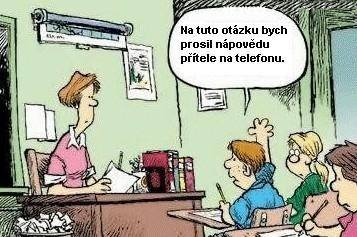 Na tuto otázku bych
prosil nápovědu
přítele na telefonu.